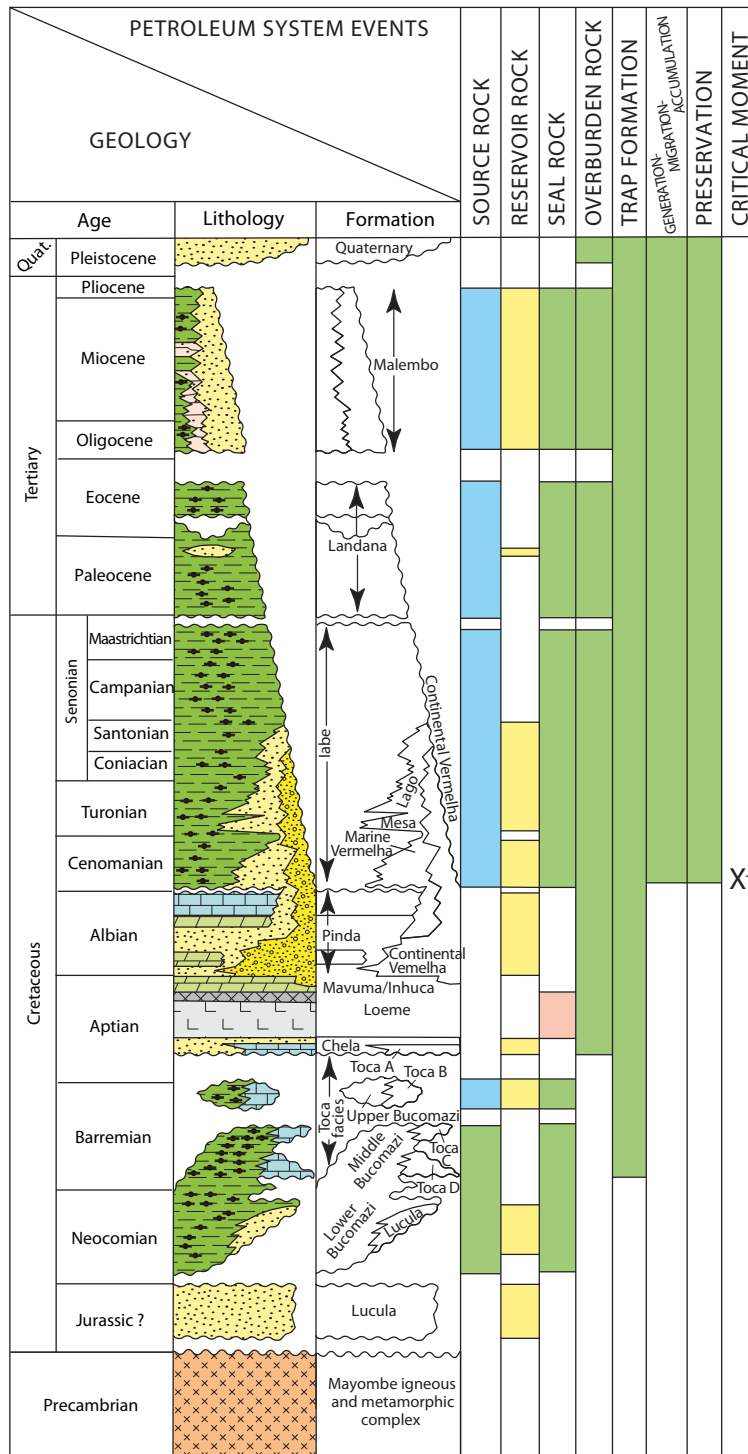 PETROLEUM SYSTEM EVENTS
GEOLOGY
SOURCE ROCK
RESERVOIR ROCK
SEAL ROCK
OVERBURDEN ROCK
TRAP FORMATION
GENERATION-
MIGRATION-
ACCUMULATION
PRESERVATION
CRITICAL MOMENT
Age
Lithology
Formation
Quat.
Pleistocene
Quaternary
Tertiary
Pliocene
Miocene
Malembo
Oligocene
Eocene
Landana
Paleocene
Cretaceous
Senonian
Maastrichtian
Campanian
Santonian
Coniacian
Iabe
Continental Vermelha
Lago
Turonian
Mesa
Marine
Vermelha
Cenomanian
X
Albian
Pinda
Continental
Vemelha
Mavuma/Inhuca
Aptian
Loeme
Chela
Toca A
Toca B
Toca
facies
Upper Bucomazi
Barremian
Middle
Bucomazi
Toca
Toca D
Neocomian
Lower
Bucomazi
Lucula
Jurassic ?
Lucula
Precambrian
Mayombe igneous
and metamorphic
complex